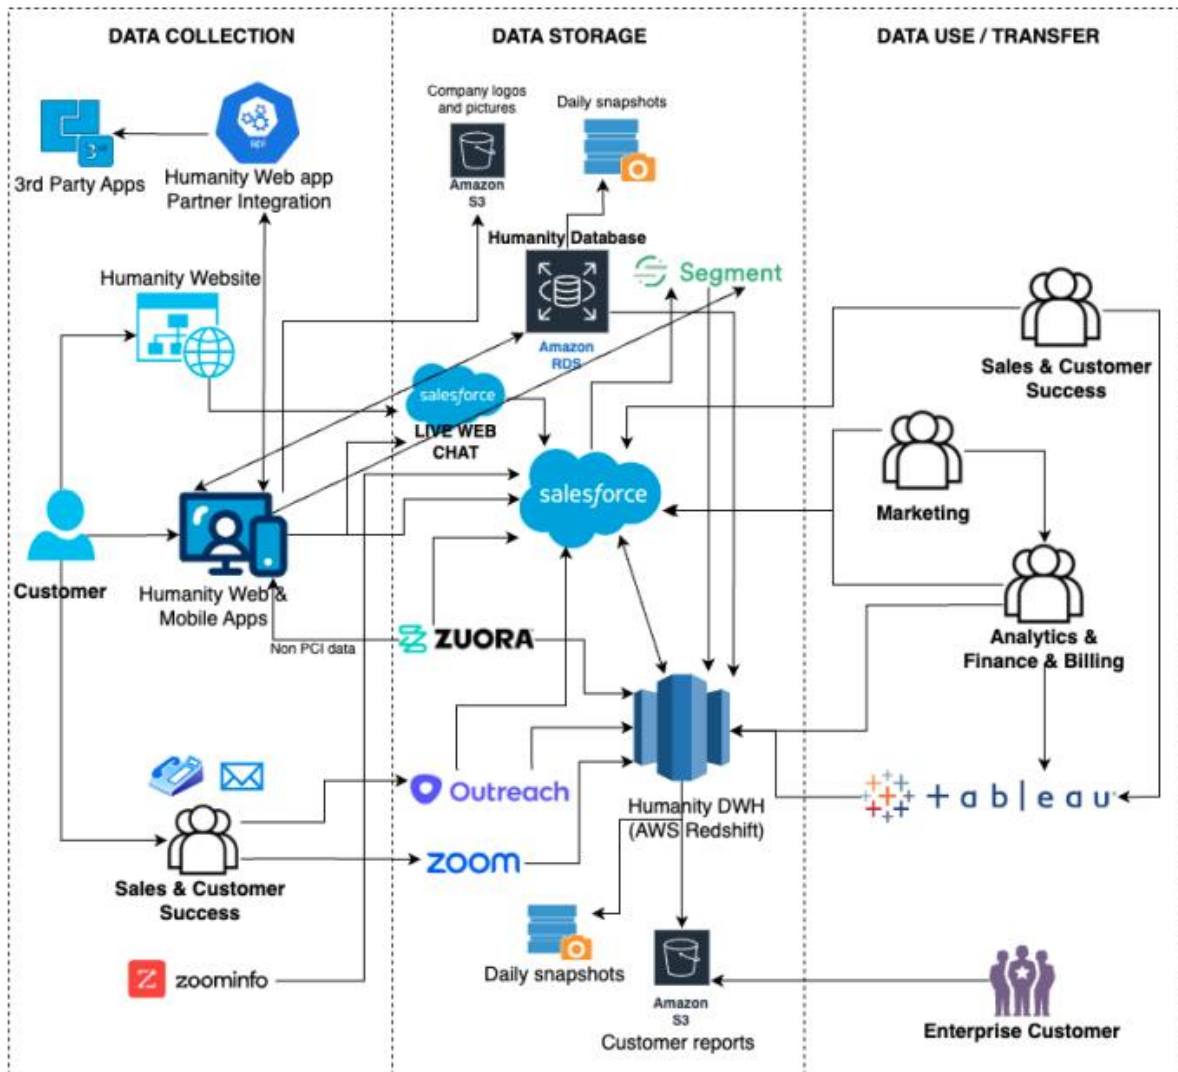 DATA COLLECTION
DATA STORAGE
DATA USE / TRANSFER
3rd Party Apps
Humanity Web app
Partner Integration
Humanity Website
Customer
Humanity Web &
Mobile Apps
Non PCI data
Sales & Customer
Success
Z zoominfo
Company logos
and pictures
Amazon
S3
Daily snapshots
Humanity Database
Amazon
RDS
Segment
salesforce
LIVE WEB
CHAT
salesforce
ZUORA
Outreach
zoom
Humanity DWH
(AWS Redshift)
Daily snapshots
Amazon
S3
Customer reports
Sales & Customer
Success
Marketing
Analytics &
Finance & Billing
tableau
Enterprise Customer